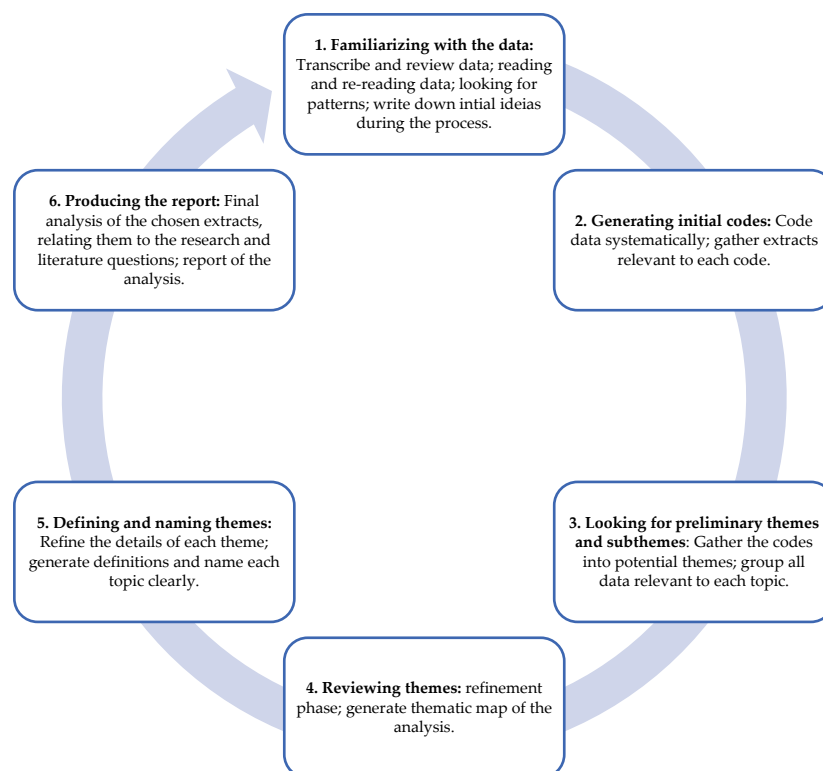 1. Familiarizing with the data:
Transcribe and review data; reading
and re-reading data; looking for
patterns; write down intial ideias
during the process.
2. Generating initial codes: Code
data systematically; gather extracts
relevant to each code.
3. Looking for preliminary themes
and subthemes: Gather the codes
into potential themes; group all
data relevant to each topic.
4. Reviewing themes: refinement
phase; generate thematic map of the
analysis.
5. Defining and naming themes:
Refine the details of each theme;
generate definitions and name each
topic clearly.
6. Producing the report: Final
analysis of the chosen extracts,
relating them to the research and
literature questions; report of the
analysis.